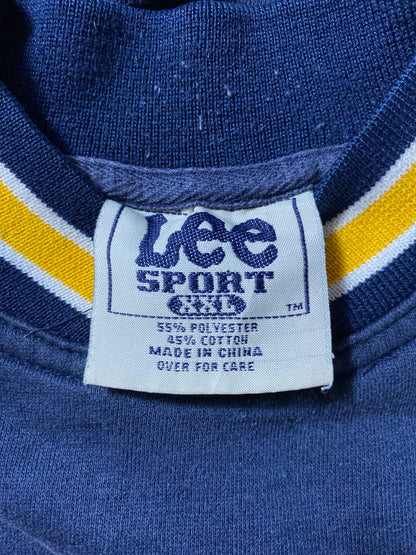 Lee
SPORT
XXL
™
55% POLYESTER
45% COTTON
MADE IN CHINA
OVER FOR CARE